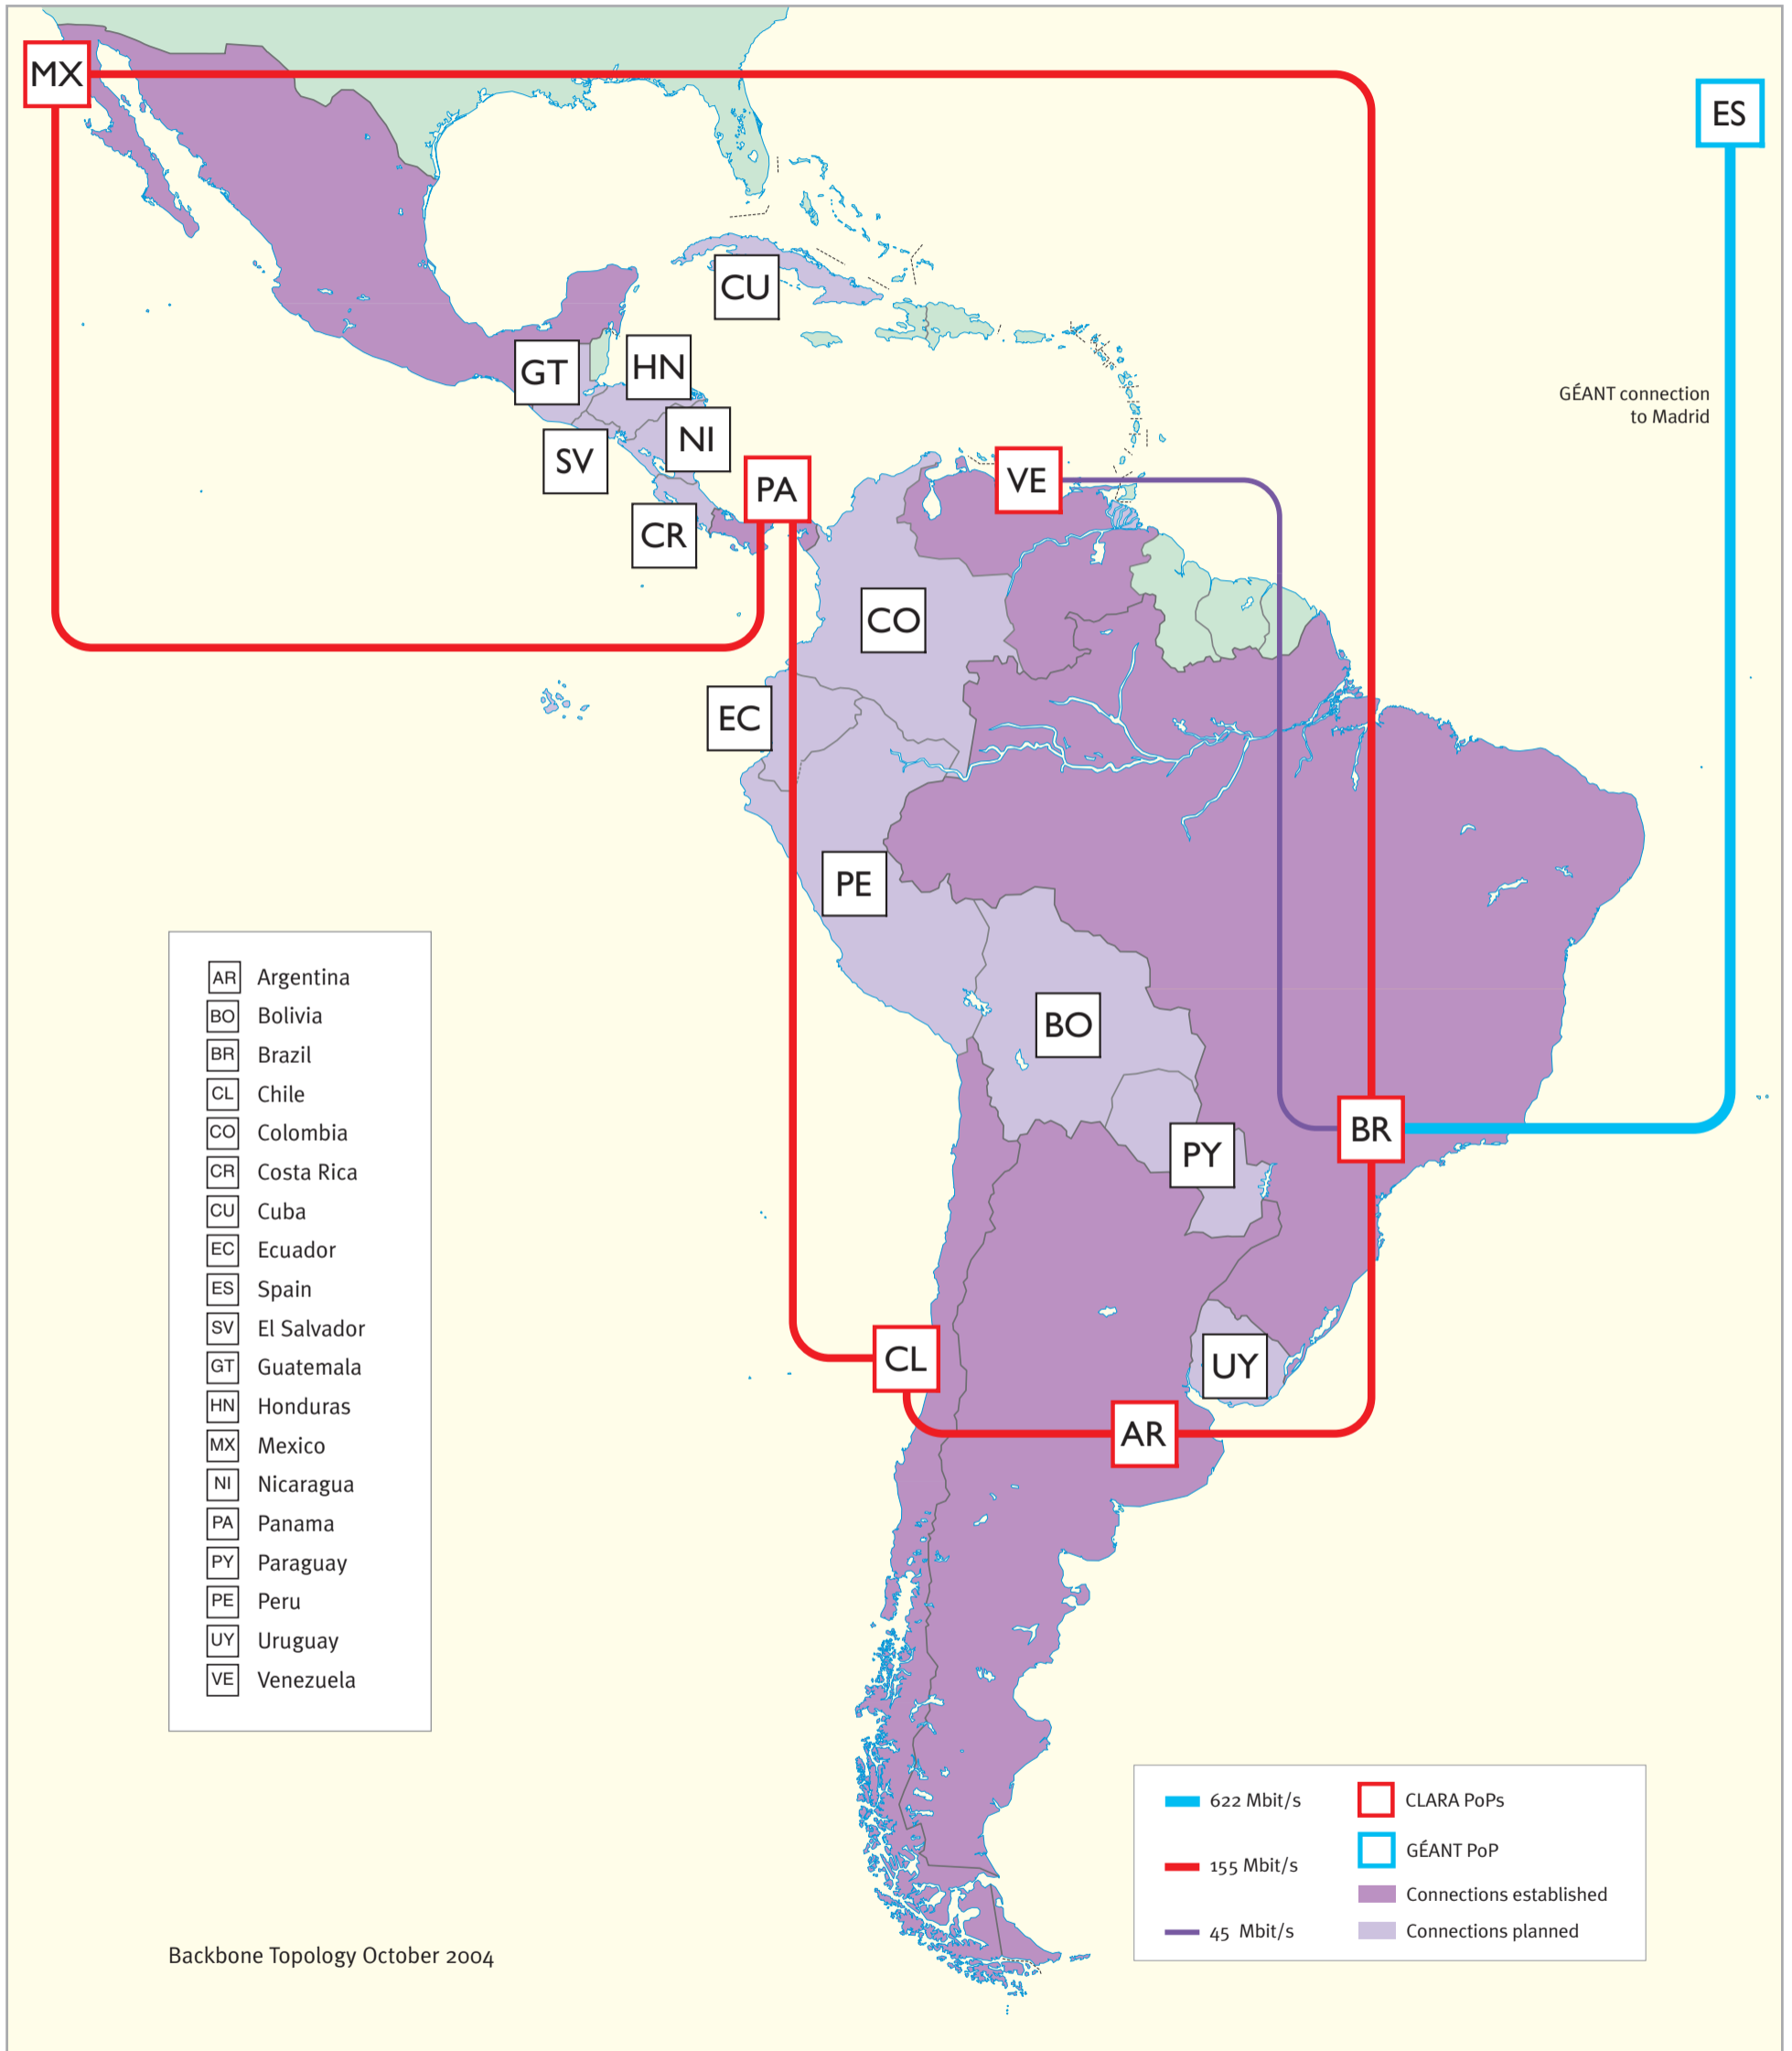 MX
ES
CU
GÉANT connection
to Madrid
GT
HN
NI
SV
PA
VE
CR
CO
EC
PE
BO
BR
PY
CL
UY
AR
AR Argentina
BO Bolivia
BR Brazil
CL Chile
CO Colombia
CR Costa Rica
CU Cuba
EC Ecuador
ES Spain
SV El Salvador
GT Guatemala
HN Honduras
MX Mexico
NI Nicaragua
PA Panama
PY Paraguay
PE Peru
UY Uruguay
VE Venezuela
622 Mbit/s
CLARA PoPs
GÉANT PoP
155 Mbit/s
Connections established
45 Mbit/s
Connections planned
Backbone Topology October 2004